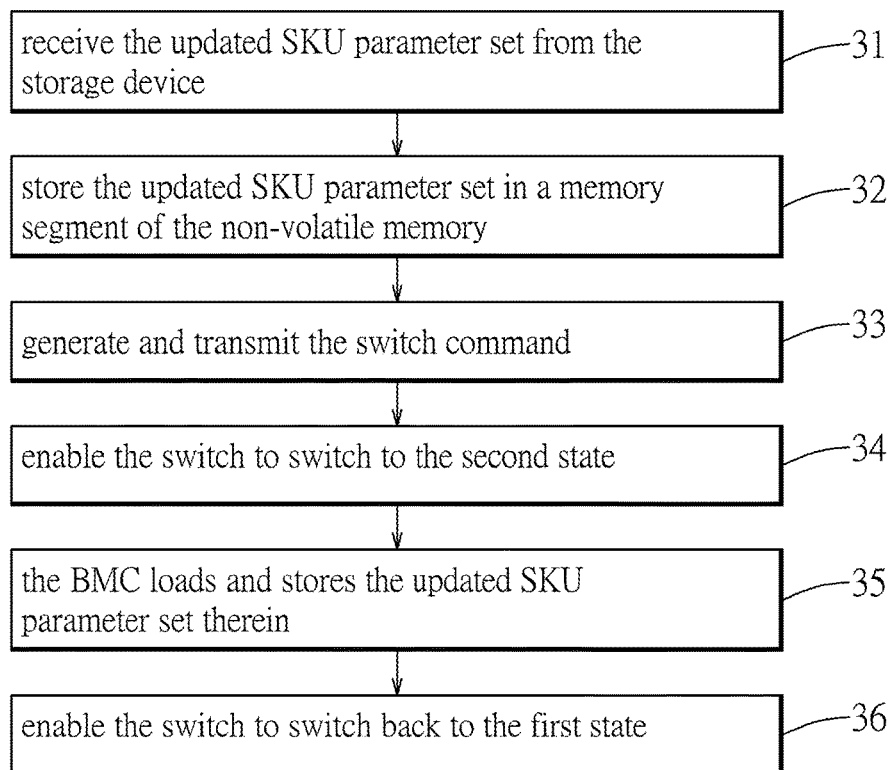 receive the updated SKU parameter set from the
storage device
31
store the updated SKU parameter set in a memory
segment of the non-volatile memory
32
generate and transmit the switch command
33
enable the switch to switch to the second state
34
the BMC loads and stores the updated SKU
parameter set therein
35
enable the switch to switch back to the first state
36